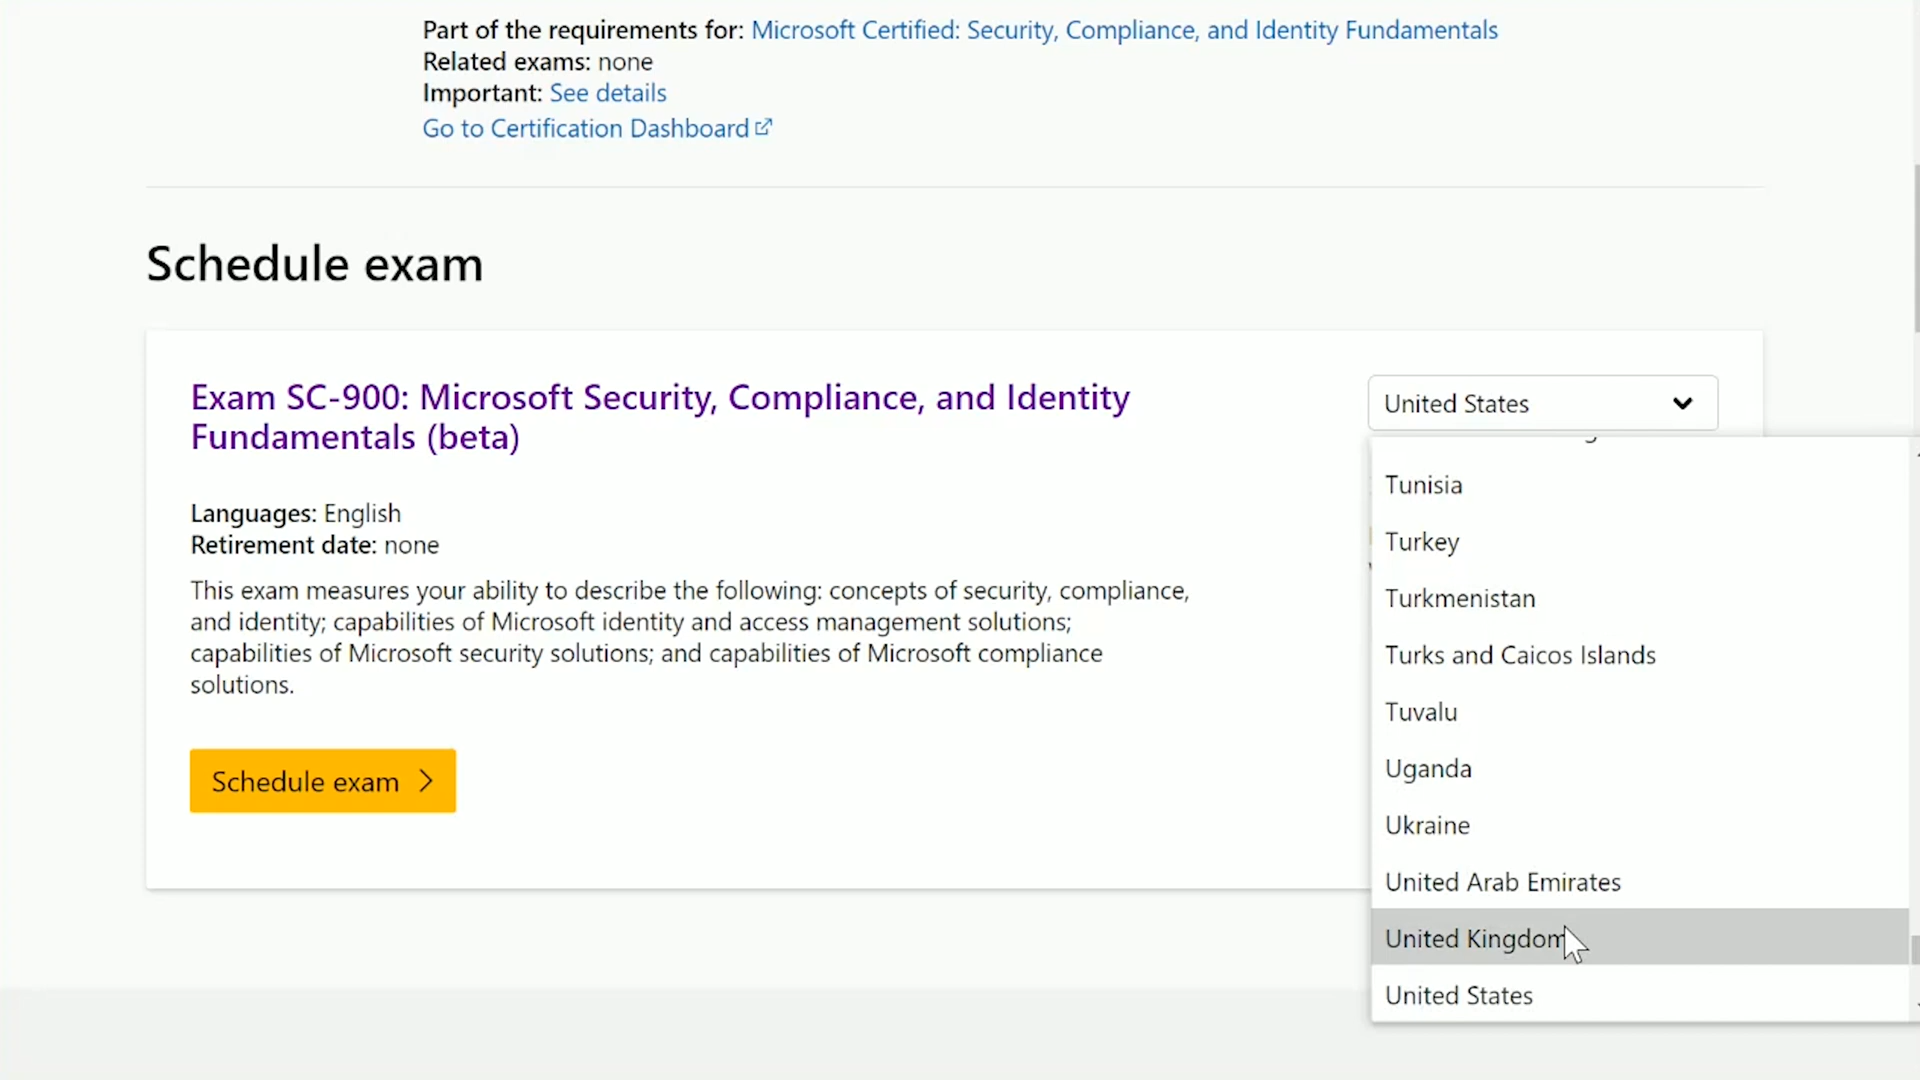 Part of the requirements for: Microsoft Certified: Security, Compliance, and Identity Fundamentals
Related exams: none
Important: See details
Go to Certification Dashboard
Schedule exam
Exam SC-900: Microsoft Security, Compliance, and Identity
Fundamentals (beta)
Languages: English
Retirement date: none
This exam measures your ability to describe the following: concepts of security, compliance,
and identity; capabilities of Microsoft identity and access management solutions;
capabilities of Microsoft security solutions; and capabilities of Microsoft compliance
solutions.
Schedule exam
United States
Tunisia
Turkey
Turkmenistan
Turks and Caicos Islands
Tuvalu
Uganda
Ukraine
United Arab Emirates
United Kingdom
United States